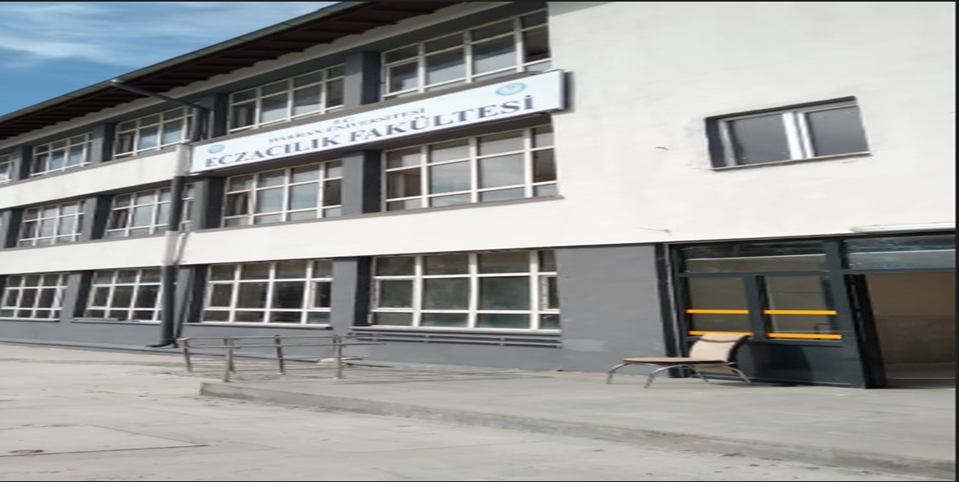 T.C.
HARRAN ÜNİVERSİTESİ
ECZACILIK FAKÜLTESİ